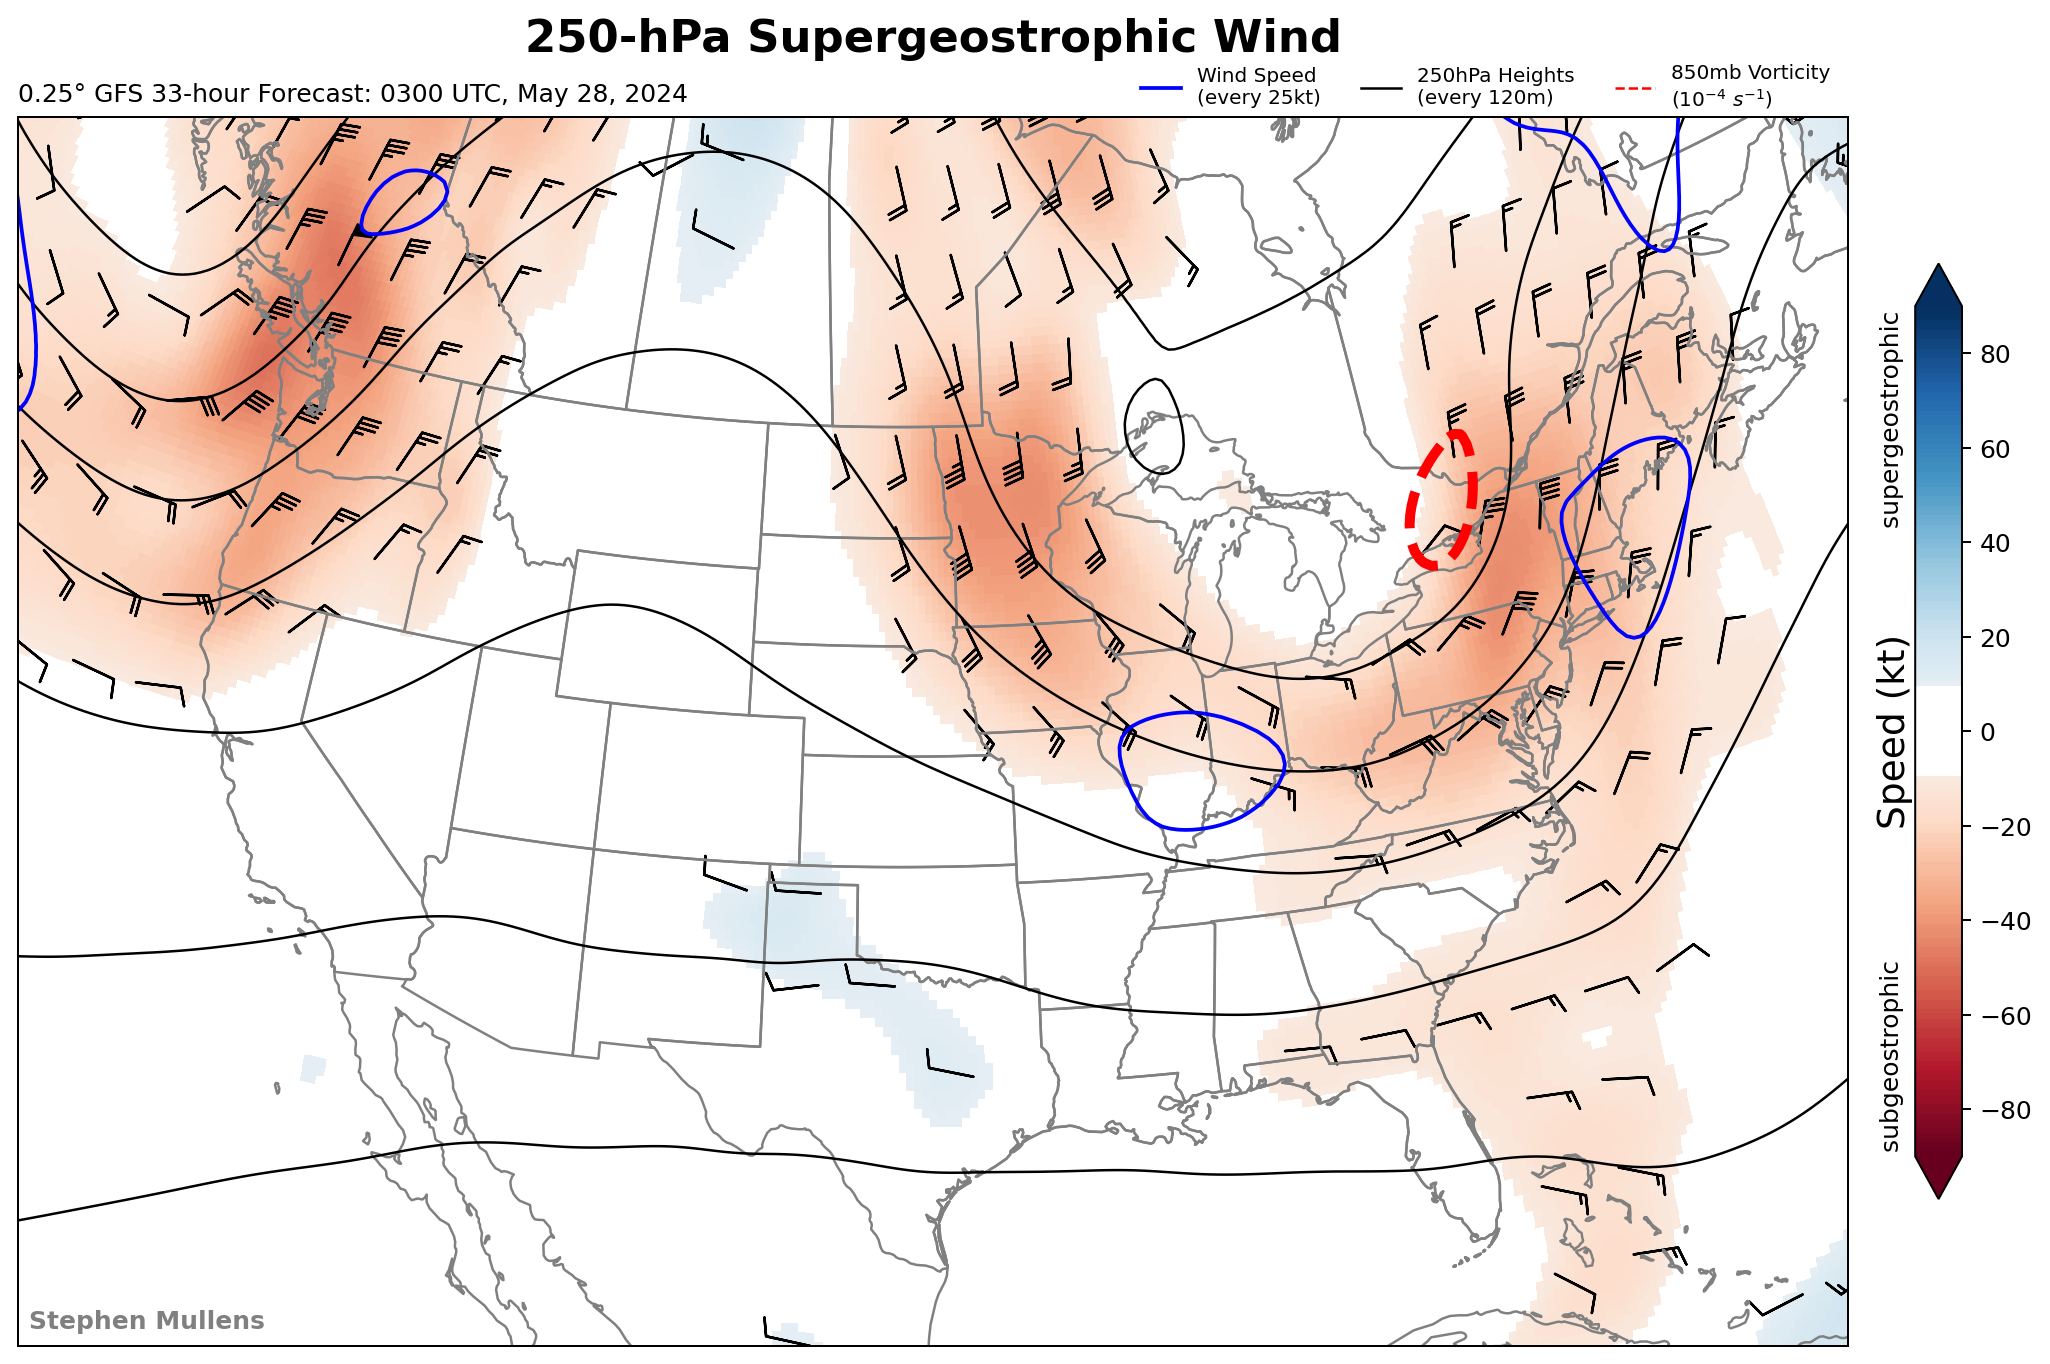 250-hPa Supergeostrophic Wind
0.25° GFS 33-hour Forecast: 0300 UTC, May 28, 2024
Wind Speed
(every 25kt)
250hPa Heights
(every 120m)
850mb Vorticity
(10⁻⁴ s⁻¹)
supergeostrophic
Speed (kt)
subgeostrophic
80
60
40
20
0
−20
−40
−60
−80
Stephen Mullens